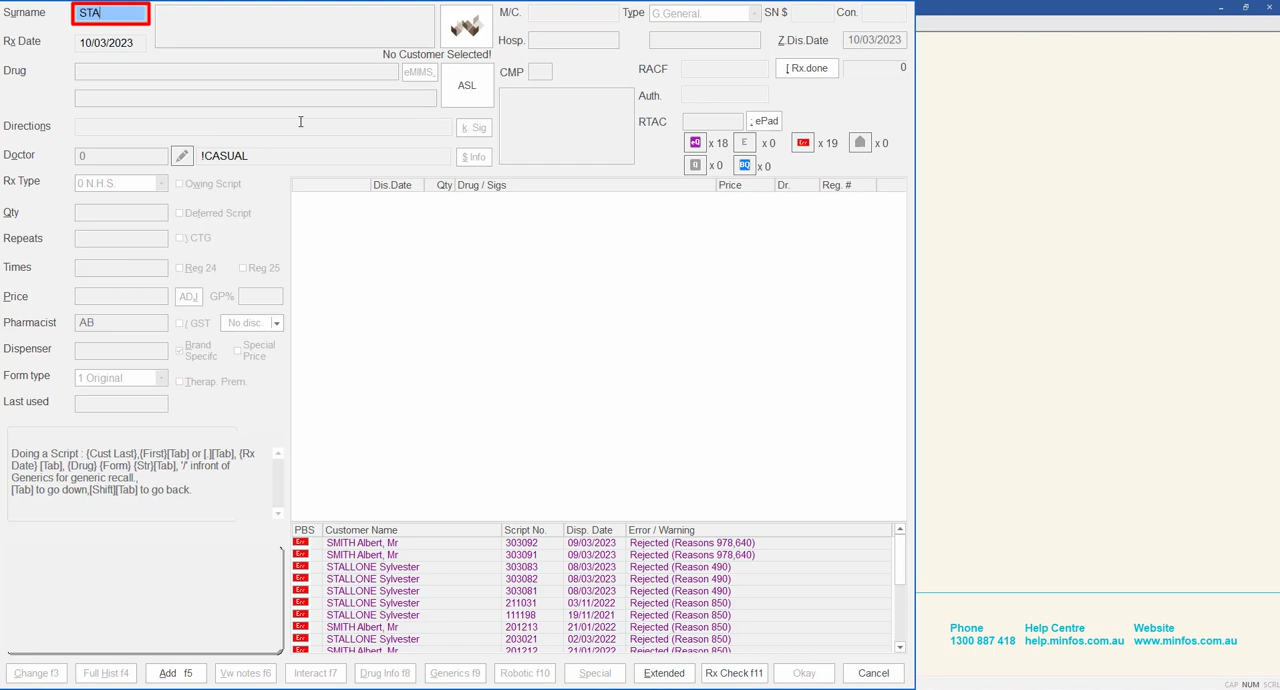 Surname STA M/C. Type G.General. SN $ Con.
Rx Date 10/03/2023 Hosp. Z.Dis.Date 10/03/2023
No Customer Selected!
Drug eMIMS. ASL CMP RACF [ Rx.done 0
Auth.
Directions k Sig RTAC ; ePad
eQ x 18 E x 0 Err x 19 x 0
Doctor 0 !CASUAL $ Info Q x 0 BQ x 0
Rx Type 0 N.H.S. Owing Script Dis.Date Qty Drug / Sigs Price Dr. Reg. #
Qty Deferred Script
Repeats \ CTG
Times Reg 24 Reg 25
Price ADJ GP%
Pharmacist AB ( GST No disc.
Dispenser Brand Specifc Special Price
Form type 1 Original Therap. Prem.
Last used
Doing a Script : {Cust Last},{First}[Tab] or [.][Tab], {Rx
Date} [Tab], {Drug} {Form} {Str}[Tab], '/' infront of
Generics for generic recall.,
[Tab] to go down,[Shift][Tab] to go back.
PBS Customer Name Script No. Disp. Date Error / Warning
Err SMITH Albert, Mr 303092 09/03/2023 Rejected (Reasons 978,640)
Err SMITH Albert, Mr 303091 09/03/2023 Rejected (Reasons 978,640)
Err STALLONE Sylvester 303083 08/03/2023 Rejected (Reason 490)
Err STALLONE Sylvester 303082 08/03/2023 Rejected (Reason 490)
Err STALLONE Sylvester 303081 08/03/2023 Rejected (Reason 490)
Err STALLONE Sylvester 211031 03/11/2022 Rejected (Reason 850)
Err STALLONE Sylvester 111198 19/11/2021 Rejected (Reason 850)
Err SMITH Albert, Mr 201213 21/01/2022 Rejected (Reason 850)
Err STALLONE Sylvester 203021 02/03/2022 Rejected (Reason 850)
Err SMITH Albert, Mr 201212 21/01/2022 Rejected (Reason 850)
Change f3 Full Hist f4 Add f5 Vw notes f6 Interact f7 Drug Info f8 Generics f9 Robotic f10 Special Extended Rx Check f11 Okay Cancel
Phone Help Centre Website
1300 887 418 help.minfos.com.au www.minfos.com.au
CAP NUM SCRL